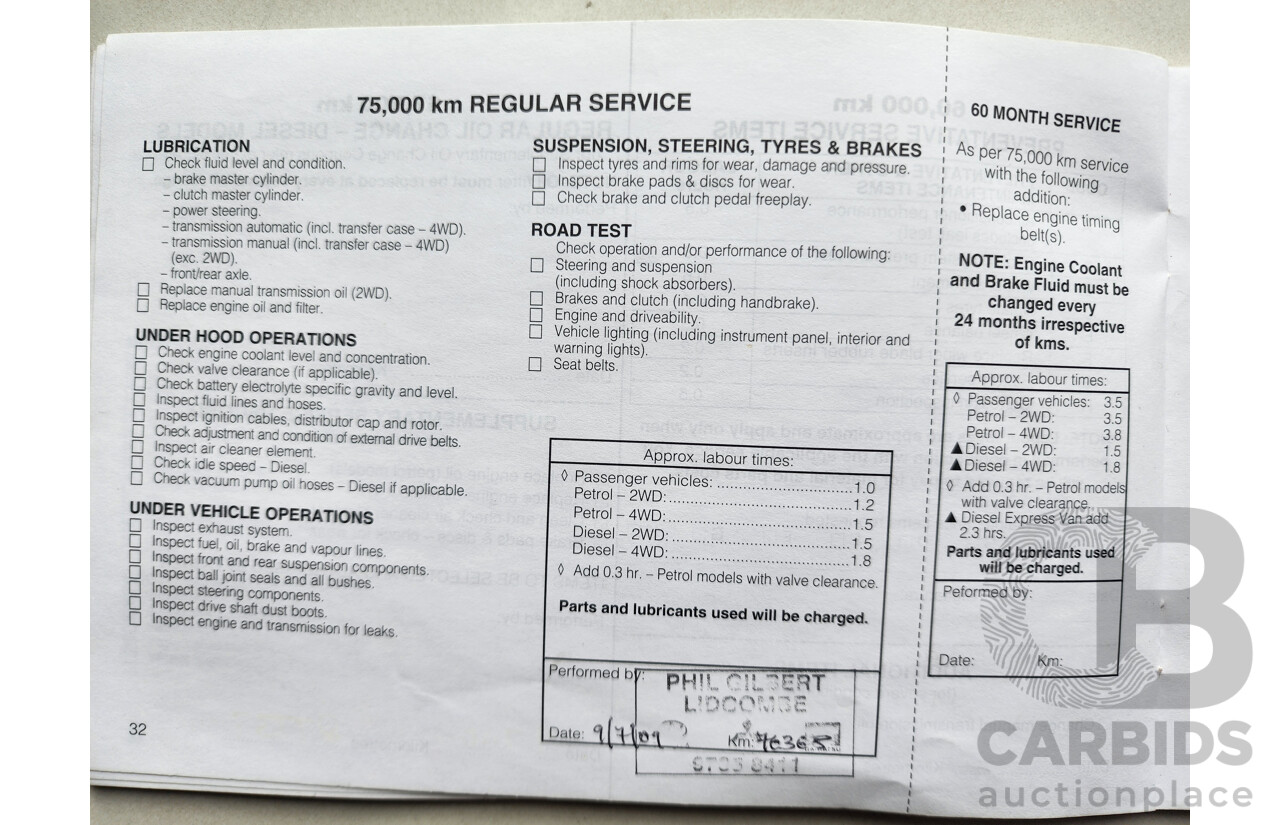 75,000 km REGULAR SERVICE
LUBRICATION
Check fluid level and condition.
– brake master cylinder.
– clutch master cylinder.
– power steering.
– transmission automatic (incl. transfer case – 4WD).
– transmission manual (incl. transfer case – 4WD)
(exc. 2WD).
– front/rear axle.
Replace manual transmission oil (2WD).
Replace engine oil and filter.
UNDER HOOD OPERATIONS
Check engine coolant level and concentration.
Check valve clearance (if applicable).
Check battery electrolyte specific gravity and level.
Inspect fluid lines and hoses.
Inspect ignition cables, distributor cap and rotor.
Check adjustment and condition of external drive belts.
Inspect air cleaner element.
Check idle speed – Diesel.
Check vacuum pump oil hoses – Diesel if applicable.
UNDER VEHICLE OPERATIONS
Inspect exhaust system.
Inspect fuel, oil, brake and vapour lines.
Inspect front and rear suspension components.
Inspect ball joint seals and all bushes.
Inspect steering components.
Inspect drive shaft dust boots.
Inspect engine and transmission for leaks.
32
SUSPENSION, STEERING, TYRES & BRAKES
Inspect tyres and rims for wear, damage and pressure.
Inspect brake pads & discs for wear.
Check brake and clutch pedal freeplay.
ROAD TEST
Check operation and/or performance of the following:
Steering and suspension
(including shock absorbers).
Brakes and clutch (including handbrake).
Engine and driveability.
Vehicle lighting (including instrument panel, interior and
warning lights).
Seat belts.
Approx. labour times:
◊ Passenger vehicles: ..............................1.0
Petrol – 2WD:.........................................1.2
Petrol – 4WD:.........................................1.5
Diesel – 2WD: ........................................1.5
Diesel – 4WD: ........................................1.8
◊ Add 0.3 hr. – Petrol models with valve clearance.
Parts and lubricants used will be charged.
Performed by:
PHIL GILBERT
LIDCOMBE
Date: 9/7/09 Km:
9735 8411
60 MONTH SERVICE
As per 75,000 km service
with the following
addition:
• Replace engine timing
belt(s).
NOTE: Engine Coolant
and Brake Fluid must be
changed every
24 months irrespective
of kms.
Approx. labour times:
◊ Passenger vehicles: 3.5
Petrol – 2WD: 3.5
Petrol – 4WD: 3.8
▲ Diesel – 2WD: 1.5
▲ Diesel – 4WD: 1.8
◊ Add 0.3 hr. – Petrol models
with valve clearance.
▲ Diesel Express Van add
2.3 hrs.
Parts and lubricants used
will be charged.
Peformed by:
Date: Km:
CARBIDS
auctionplace